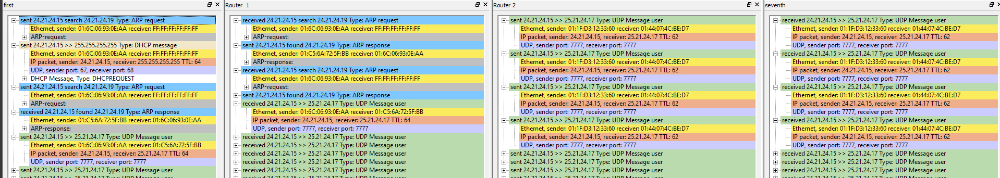 first
sent 24.21.24.15 search 24.21.24.19 Type: ARP request
Ethernet, sender: 01:6C:06:93:0E:AA receiver: FF:FF:FF:FF:FF:FF
ARP-request:
sent 24.21.24.15 >> 255.255.255.255 Type: DHCP message
Ethernet, sender: 01:6C:06:93:0E:AA receiver: FF:FF:FF:FF:FF:FF
IP packet, sender: 24.21.24.15, receiver: 255.255.255.255 TTL: 64
UDP, sender port: 67, receiver port: 68
DHCP Message, Type: DHCPREQUEST
sent 24.21.24.15 search 24.21.24.19 Type: ARP request
Ethernet, sender: 01:6C:06:93:0E:AA receiver: FF:FF:FF:FF:FF:FF
ARP-request:
received 24.21.24.15 found 24.21.24.19 Type: ARP response
Ethernet, sender: 01:C5:6A:72:5F:BB receiver: 01:6C:06:93:0E:AA
ARP-response:
sent 24.21.24.15 >> 25.21.24.17 Type: UDP Message user
Ethernet, sender: 01:6C:06:93:0E:AA receiver: 01:C5:6A:72:5F:BB
IP packet, sender: 24.21.24.15, receiver: 25.21.24.17 TTL: 64
UDP, sender port: 7777, receiver port: 7777
sent 24.21.24.15 >> 25.21.24.17 Type: UDP Message user
Router 1
received 24.21.24.15 search 24.21.24.19 Type: ARP request
Ethernet, sender: 01:6C:06:93:0E:AA receiver: FF:FF:FF:FF:FF:FF
ARP-request:
sent 24.21.24.15 found 24.21.24.19 Type: ARP response
Ethernet, sender: 01:C5:6A:72:5F:BB receiver: 01:6C:06:93:0E:AA
ARP-response:
received 24.21.24.15 search 24.21.24.19 Type: ARP request
Ethernet, sender: 01:6C:06:93:0E:AA receiver: FF:FF:FF:FF:FF:FF
ARP-request:
sent 24.21.24.15 found 24.21.24.19 Type: ARP response
received 24.21.24.15 >> 25.21.24.17 Type: UDP Message user
Ethernet, sender: 01:6C:06:93:0E:AA receiver: 01:C5:6A:72:5F:BB
IP packet, sender: 24.21.24.15, receiver: 25.21.24.17 TTL: 64
UDP, sender port: 7777, receiver port: 7777
received 24.21.24.15 >> 25.21.24.17 Type: UDP Message user
received 24.21.24.15 >> 25.21.24.17 Type: UDP Message user
received 24.21.24.15 >> 25.21.24.17 Type: UDP Message user
received 24.21.24.15 >> 25.21.24.17 Type: UDP Message user
received 24.21.24.15 >> 25.21.24.17 Type: UDP Message user
received 24.21.24.15 >> 25.21.24.17 Type: UDP Message user
Router 2
sent 24.21.24.15 >> 25.21.24.17 Type: UDP Message user
Ethernet, sender: 01:1F:D3:12:33:60 receiver: 01:44:07:4C:BE:D7
IP packet, sender: 24.21.24.15, receiver: 25.21.24.17 TTL: 62
UDP, sender port: 7777, receiver port: 7777
sent 24.21.24.15 >> 25.21.24.17 Type: UDP Message user
Ethernet, sender: 01:1F:D3:12:33:60 receiver: 01:44:07:4C:BE:D7
IP packet, sender: 24.21.24.15, receiver: 25.21.24.17 TTL: 62
UDP, sender port: 7777, receiver port: 7777
sent 24.21.24.15 >> 25.21.24.17 Type: UDP Message user
Ethernet, sender: 01:1F:D3:12:33:60 receiver: 01:44:07:4C:BE:D7
IP packet, sender: 24.21.24.15, receiver: 25.21.24.17 TTL: 62
UDP, sender port: 7777, receiver port: 7777
sent 24.21.24.15 >> 25.21.24.17 Type: UDP Message user
Ethernet, sender: 01:1F:D3:12:33:60 receiver: 01:44:07:4C:BE:D7
IP packet, sender: 24.21.24.15, receiver: 25.21.24.17 TTL: 62
UDP, sender port: 7777, receiver port: 7777
sent 24.21.24.15 >> 25.21.24.17 Type: UDP Message user
sent 24.21.24.15 >> 25.21.24.17 Type: UDP Message user
sent 24.21.24.15 >> 25.21.24.17 Type: UDP Message user
seventh
received 24.21.24.15 >> 25.21.24.17 Type: UDP Message user
Ethernet, sender: 01:1F:D3:12:33:60 receiver: 01:44:07:4C:BE:D7
IP packet, sender: 24.21.24.15, receiver: 25.21.24.17 TTL: 62
UDP, sender port: 7777, receiver port: 7777
received 24.21.24.15 >> 25.21.24.17 Type: UDP Message user
Ethernet, sender: 01:1F:D3:12:33:60 receiver: 01:44:07:4C:BE:D7
IP packet, sender: 24.21.24.15, receiver: 25.21.24.17 TTL: 62
UDP, sender port: 7777, receiver port: 7777
received 24.21.24.15 >> 25.21.24.17 Type: UDP Message user
Ethernet, sender: 01:1F:D3:12:33:60 receiver: 01:44:07:4C:BE:D7
IP packet, sender: 24.21.24.15, receiver: 25.21.24.17 TTL: 62
UDP, sender port: 7777, receiver port: 7777
received 24.21.24.15 >> 25.21.24.17 Type: UDP Message user
Ethernet, sender: 01:1F:D3:12:33:60 receiver: 01:44:07:4C:BE:D7
IP packet, sender: 24.21.24.15, receiver: 25.21.24.17 TTL: 62
UDP, sender port: 7777, receiver port: 7777
received 24.21.24.15 >> 25.21.24.17 Type: UDP Message user
received 24.21.24.15 >> 25.21.24.17 Type: UDP Message user
received 24.21.24.15 >> 25.21.24.17 Type: UDP Message user